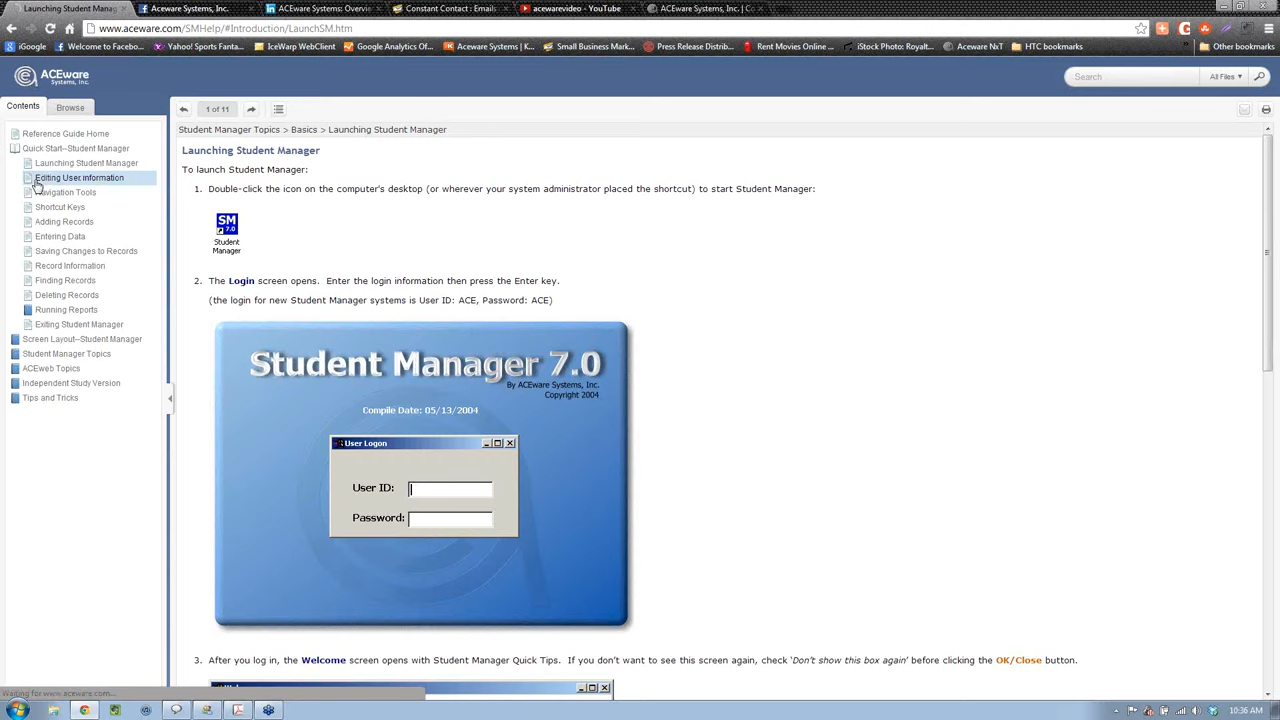 Launching Student Manag
Aceware Systems, Inc.
ACEware Systems: Overvie
Constant Contact : Emails
acewarevideo - YouTube
ACEware Systems, Inc. | Co
www.aceware.com/SMHelp/#Introduction/LaunchSM.htm
iGoogle
Welcome to Facebo...
Yahoo! Sports Fanta...
IceWarp WebClient
Google Analytics Of...
Aceware Systems | K...
Small Business Mark...
Press Release Distrib...
Rent Movies Online ...
iStock Photo: Royalt...
Aceware NxT
HTC bookmarks
Other bookmarks
ACEware
Systems, Inc.
Search
All Files
Contents
Browse
1 of 11
Reference Guide Home
Quick Start--Student Manager
Launching Student Manager
Editing User information
Navigation Tools
Shortcut Keys
Adding Records
Entering Data
Saving Changes to Records
Record Information
Finding Records
Deleting Records
Running Reports
Exiting Student Manager
Screen Layout--Student Manager
Student Manager Topics
ACEweb Topics
Independent Study Version
Tips and Tricks
Student Manager Topics > Basics > Launching Student Manager
Launching Student Manager
To launch Student Manager:
1. Double-click the icon on the computer's desktop (or wherever your system administrator placed the shortcut) to start Student Manager:
SM
7.0
Student
Manager
2. The Login screen opens. Enter the login information then press the Enter key.
(the login for new Student Manager systems is User ID: ACE, Password: ACE)
Student Manager 7.0
By ACEware Systems, Inc.
Copyright 2004
Compile Date: 05/13/2004
User Logon
User ID:
Password:
3. After you log in, the Welcome screen opens with Student Manager Quick Tips. If you don't want to see this screen again, check 'Don't show this box again' before clicking the OK/Close button.
Waiting for www.aceware.com...
10:36 AM